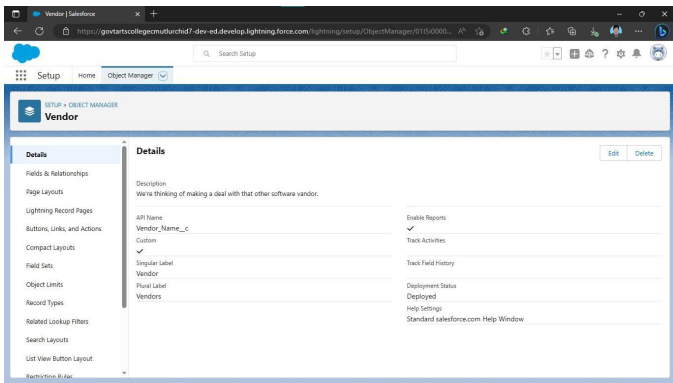 Vendor | Salesforce
https://govtartscollegecmutlurchid7-dev-ed.develop.lightning.force.com/lightning/setup/ObjectManager/01I5i0000...
Search Setup
Setup
Home
Object Manager
SETUP > OBJECT MANAGER
Vendor
Details
Fields & Relationships
Page Layouts
Lightning Record Pages
Buttons, Links, and Actions
Compact Layouts
Field Sets
Object Limits
Record Types
Related Lookup Filters
Search Layouts
List View Button Layout
Restriction Rules
Details
Edit
Delete
Description
We're thinking of making a deal with that other software vandor.
API Name
Vendor_Name__c
Custom
Singular Label
Vendor
Plural Label
Vendors
Enable Reports
Track Activities
Track Field History
Deployment Status
Deployed
Help Settings
Standard salesforce.com Help Window